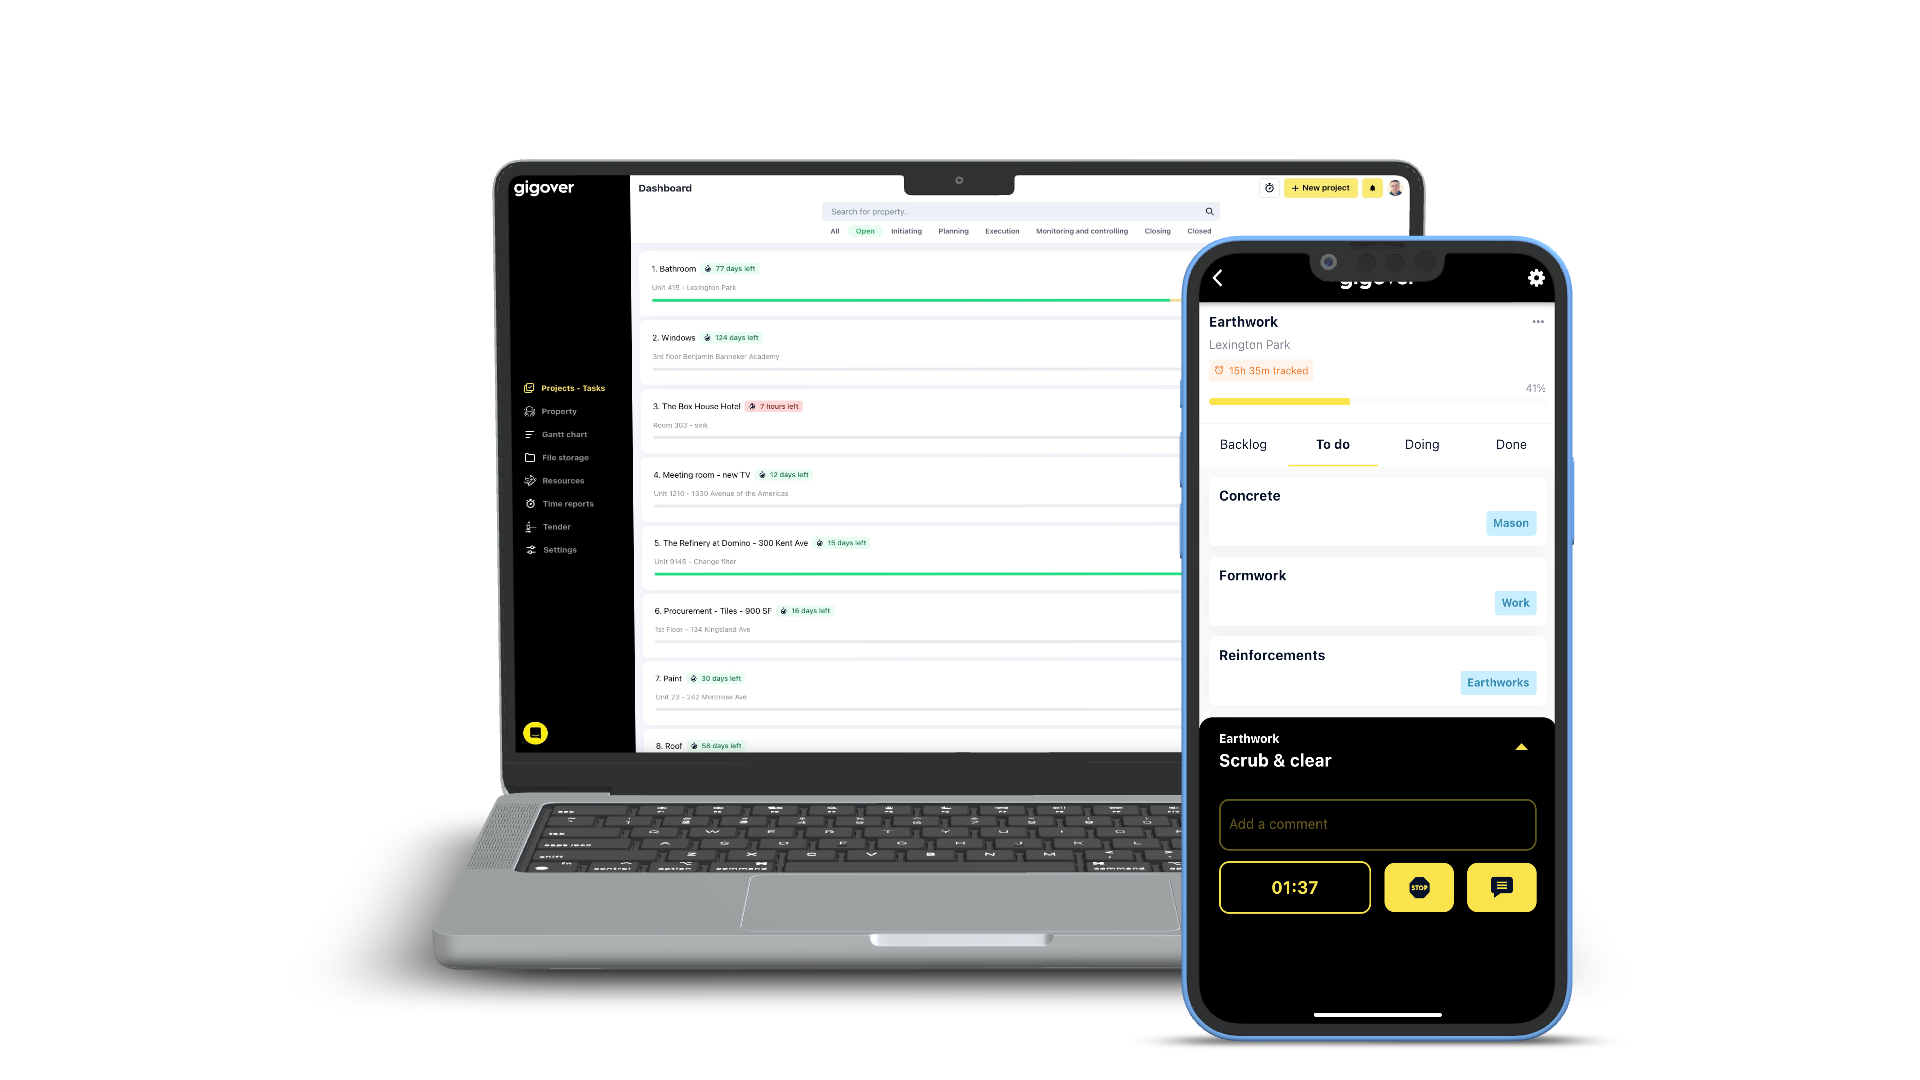 gigover
Dashboard
+ New project
Search for property..
All Open Initiating Planning Execution Monitoring and controlling Closing Closed
1. Bathroom 77 days left
Unit 415 - Lexington Park
2. Windows 124 days left
3rd floor Benjamin Banneker Academy
3. The Box House Hotel 7 hours left
Room 303 - sink
4. Meeting room - new TV 12 days left
Unit 1210 - 1330 Avenue of the Americas
5. The Refinery at Domino - 300 Kent Ave 15 days left
Unit 9145 - Change filter
6. Procurement - Tiles - 900 SF 16 days left
1st Floor - 134 Kingsland Ave
7. Paint 30 days left
Unit 23 - 242 Montrose Ave
8. Roof 58 days left
Projects - Tasks
Property
Gantt chart
File storage
Resources
Time reports
Tender
Settings
gigover
Earthwork
Lexington Park
15h 35m tracked
41%
Backlog To do Doing Done
Concrete
Mason
Formwork
Work
Reinforcements
Earthworks
Earthwork
Scrub & clear
Add a comment
01:37
STOP